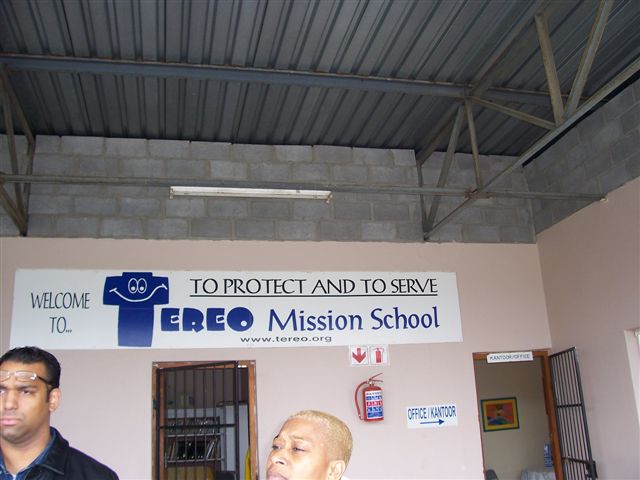 WELCOME
TO...
TO PROTECT AND TO SERVE
TEREO Mission School
www.tereo.org
OFFICE/KANTOOR
KANTOOR/OFFICE